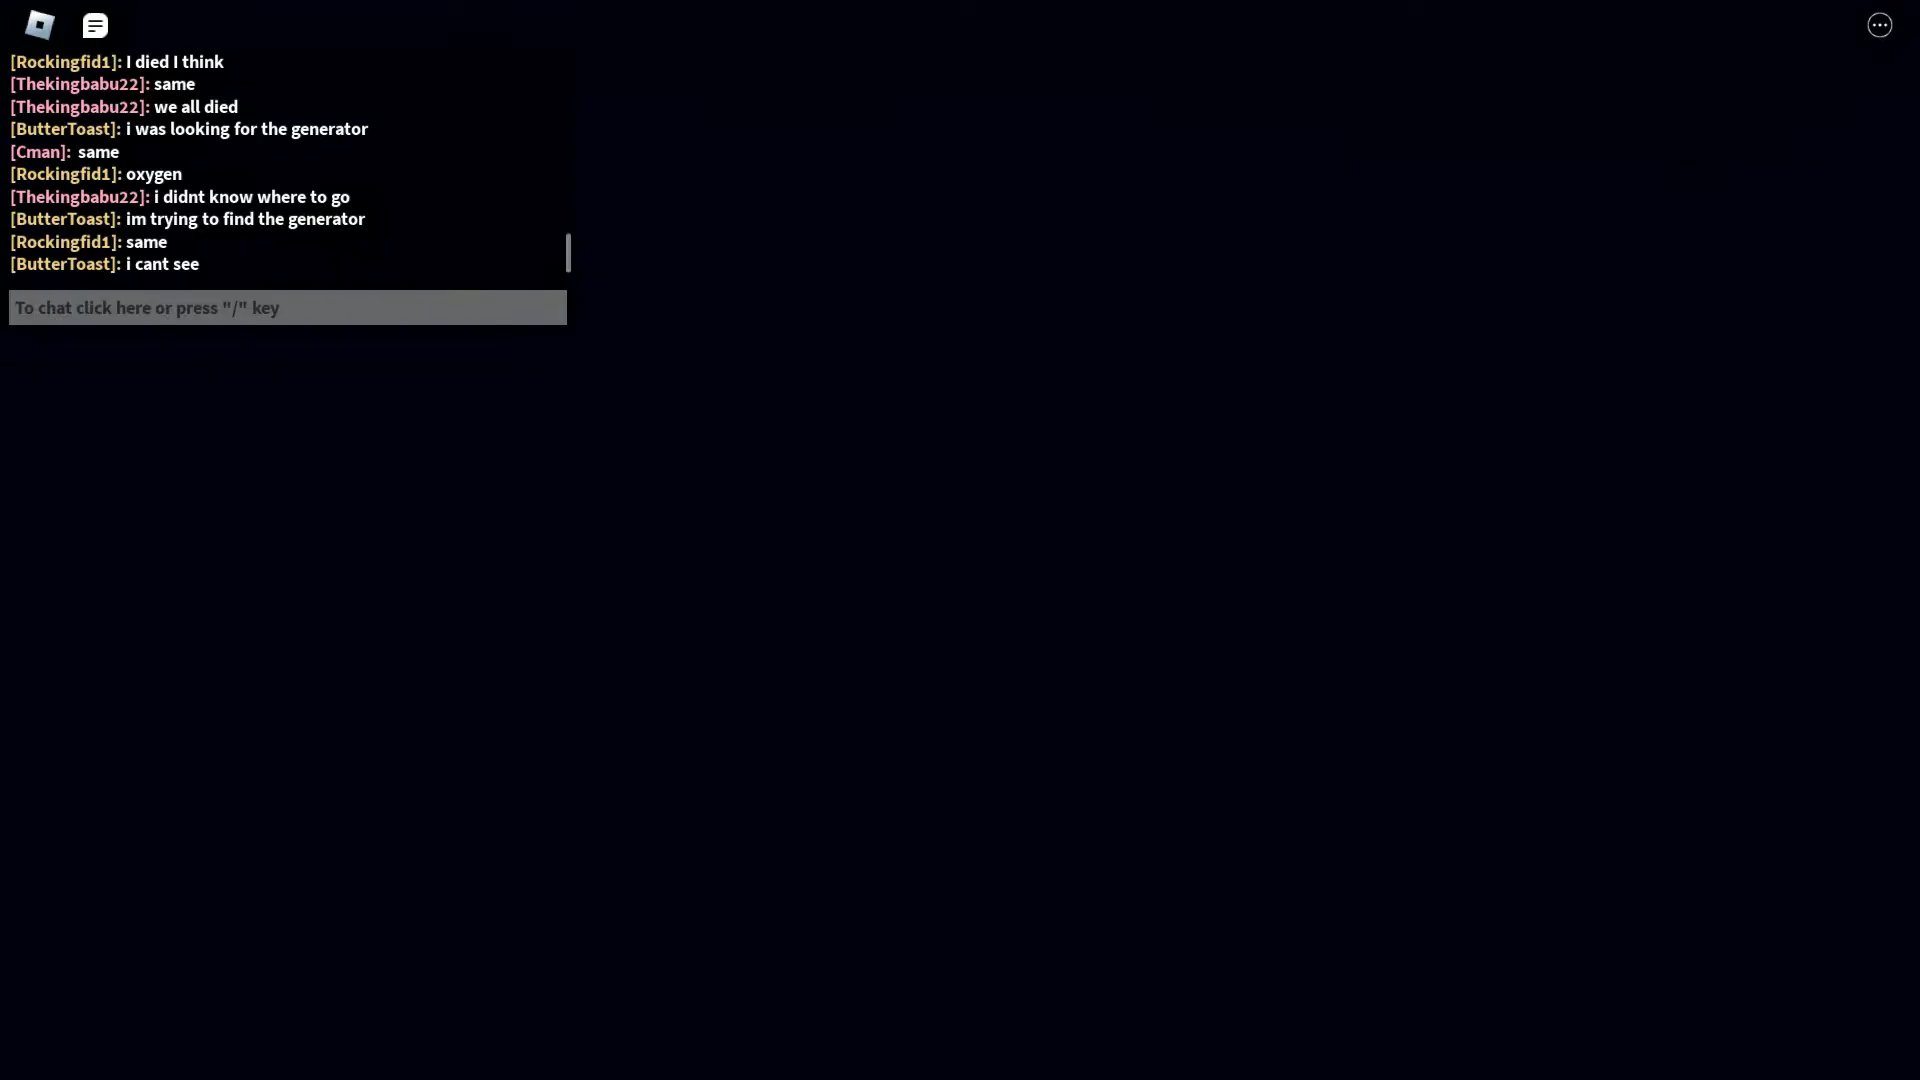 [Rockingfid1]: I died I think
[Thekingbabu22]: same
[Thekingbabu22]: we all died
[ButterToast]: i was looking for the generator
[Cman]: same
[Rockingfid1]: oxygen
[Thekingbabu22]: i didnt know where to go
[ButterToast]: im trying to find the generator
[Rockingfid1]: same
[ButterToast]: i cant see
To chat click here or press "/" key